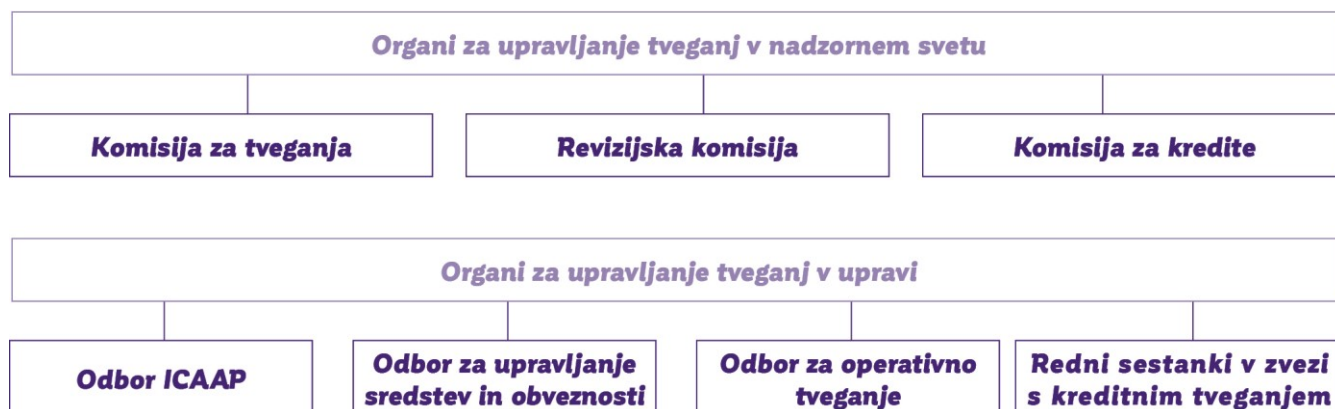 Organi za upravljanje tveganj v nadzornem svetu
Komisija za tveganja
Revizijska komisija
Komisija za kredite
Organi za upravljanje tveganj v upravi
Odbor ICAAP
Odbor za upravljanje
sredstev in obveznosti
Odbor za operativno
tveganje
Redni sestanki v zvezi
s kreditnim tveganjem